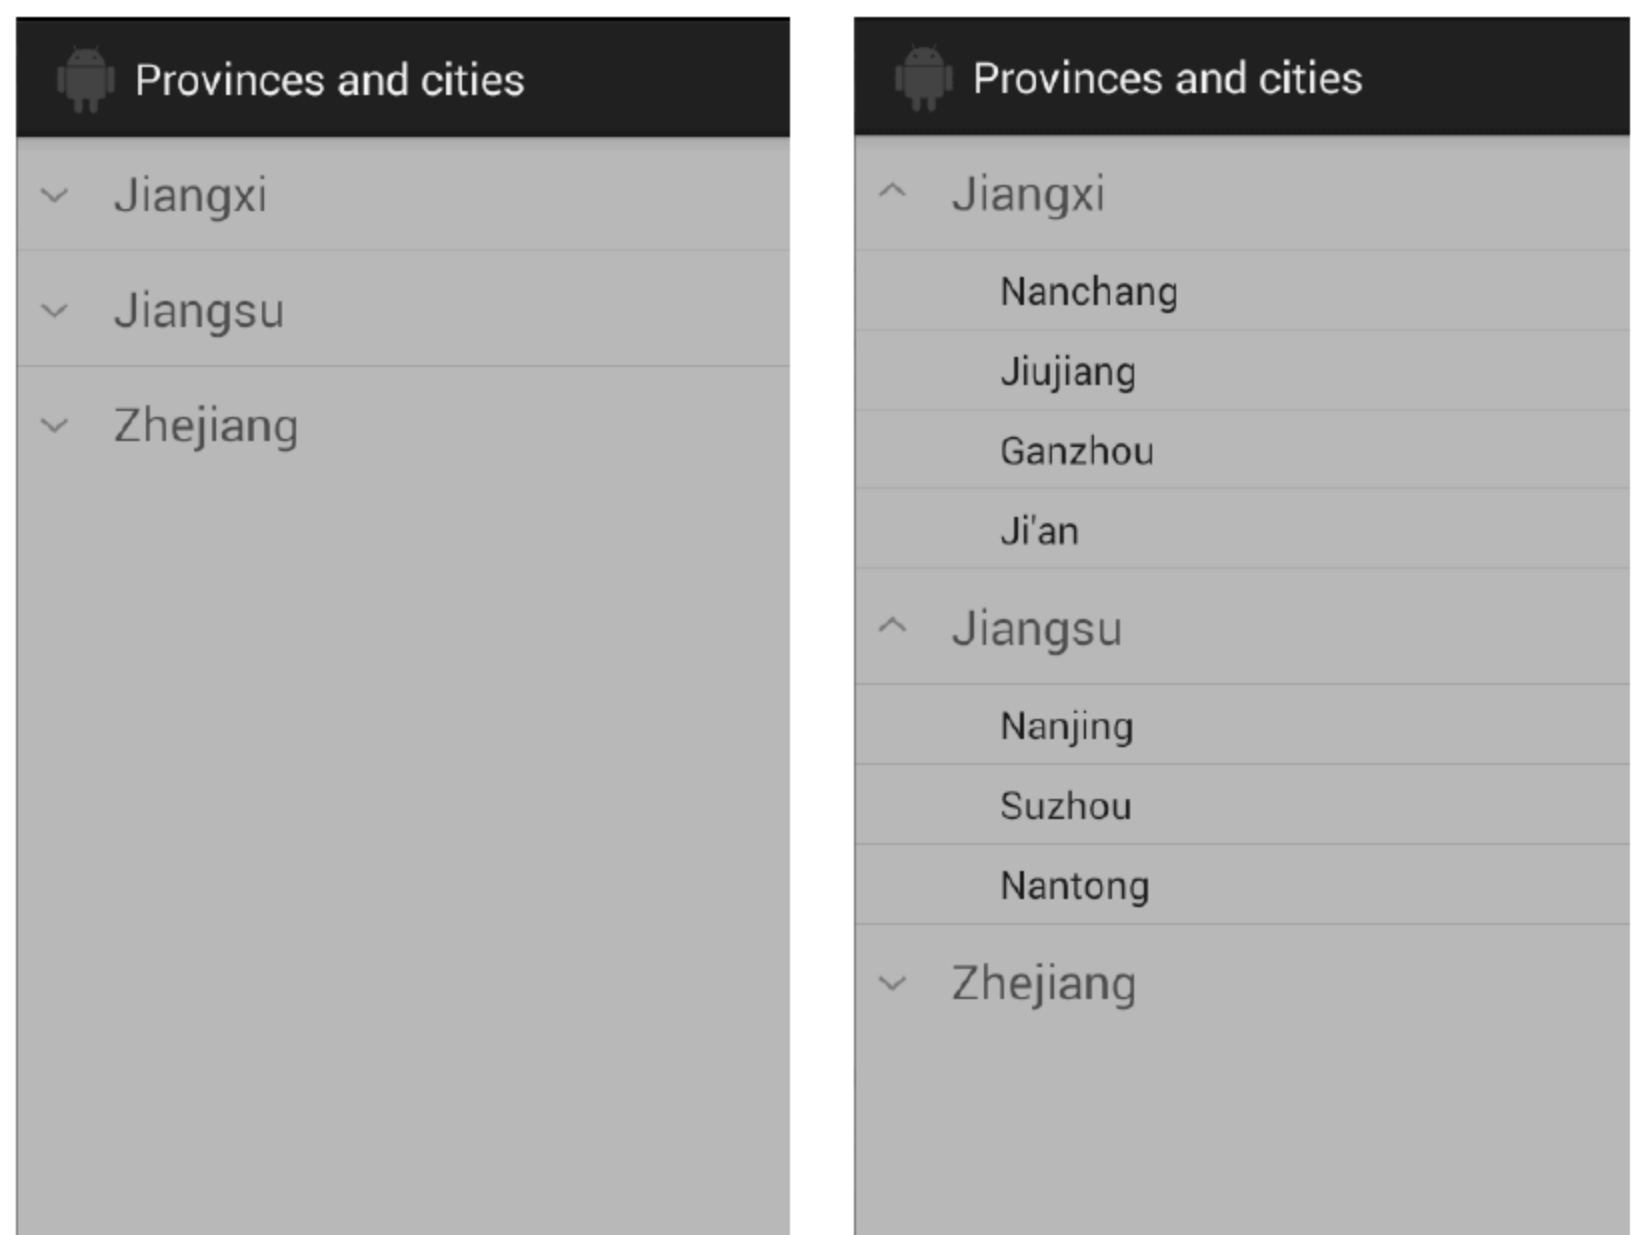 Provinces and cities
Jiangxi
Jiangsu
Zhejiang
Provinces and cities
Jiangxi
Nanchang
Jiujiang
Ganzhou
Ji'an
Jiangsu
Nanjing
Suzhou
Nantong
Zhejiang